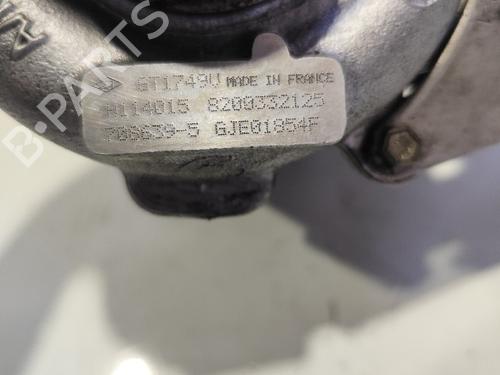 GT1749V MADE IN FRANCE
H114015 8200332125
708639-5 GJE01854F
B-PARTS